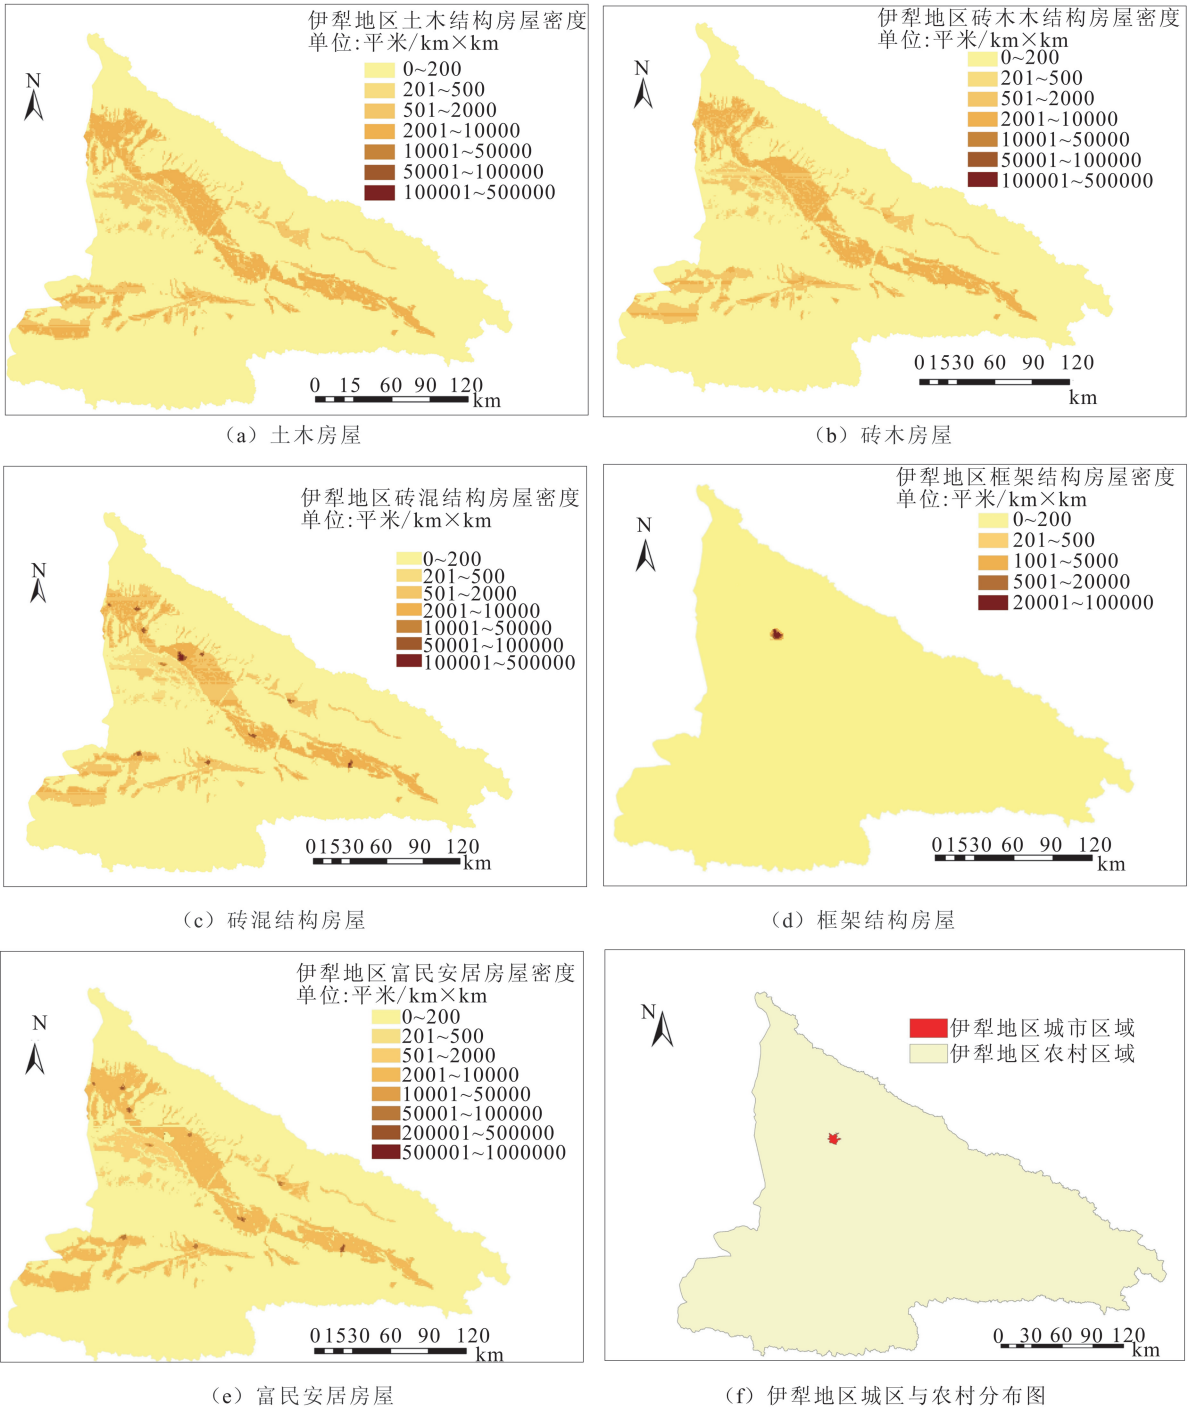 伊犁地区土木结构房屋密度
单位:平米/km×km
N
0~200
201~500
501~2000
2001~10000
10001~50000
50001~100000
100001~500000
0 15 60 90 120
km
(a) 土木房屋
伊犁地区砖木木结构房屋密度
单位:平米/km×km
N
0~200
201~500
501~2000
2001~10000
10001~50000
50001~100000
100001~500000
0 15 30 60 90 120
km
(b) 砖木房屋
伊犁地区砖混结构房屋密度
单位:平米/km×km
N
0~200
201~500
501~2000
2001~10000
10001~50000
50001~100000
100001~500000
0 15 30 60 90 120
km
(c) 砖混结构房屋
伊犁地区框架结构房屋密度
单位:平米/km×km
N
0~200
201~500
1001~5000
5001~20000
20001~100000
0 15 30 60 90 120
km
(d) 框架结构房屋
伊犁地区富民安居房屋密度
单位:平米/km×km
N
0~200
201~500
501~2000
2001~10000
10001~50000
50001~100000
200001~500000
500001~1000000
0 15 30 60 90 120
km
(e) 富民安居房屋
N
伊犁地区城市区域
伊犁地区农村区域
0 30 60 90 120
km
(f) 伊犁地区城区与农村分布图